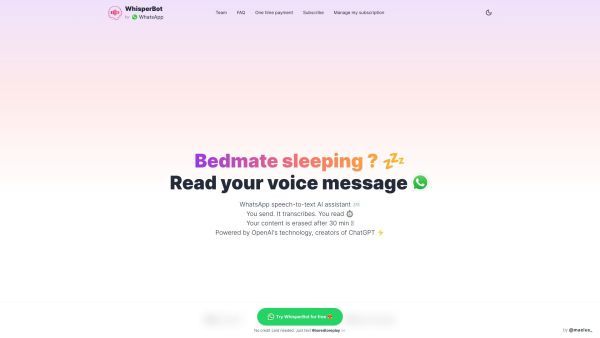 WhisperBot
by WhatsApp
Team FAQ One time payment Subscribe Manage my subscription
Bedmate sleeping ?
Read your voice message
WhatsApp speech-to-text AI assistant
You send. It transcribes. You read
Your content is erased after 30 min
Powered by OpenAI's technology, creators of ChatGPT
Try WhisperBot for free
No credit card needed, just text
by @maelus_